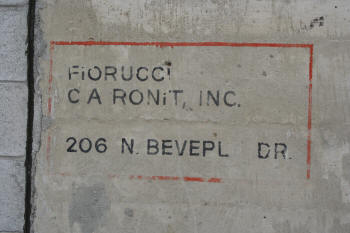 FiORUCCI
C A RONiT, INC.
206 N. BEVEPL DR.